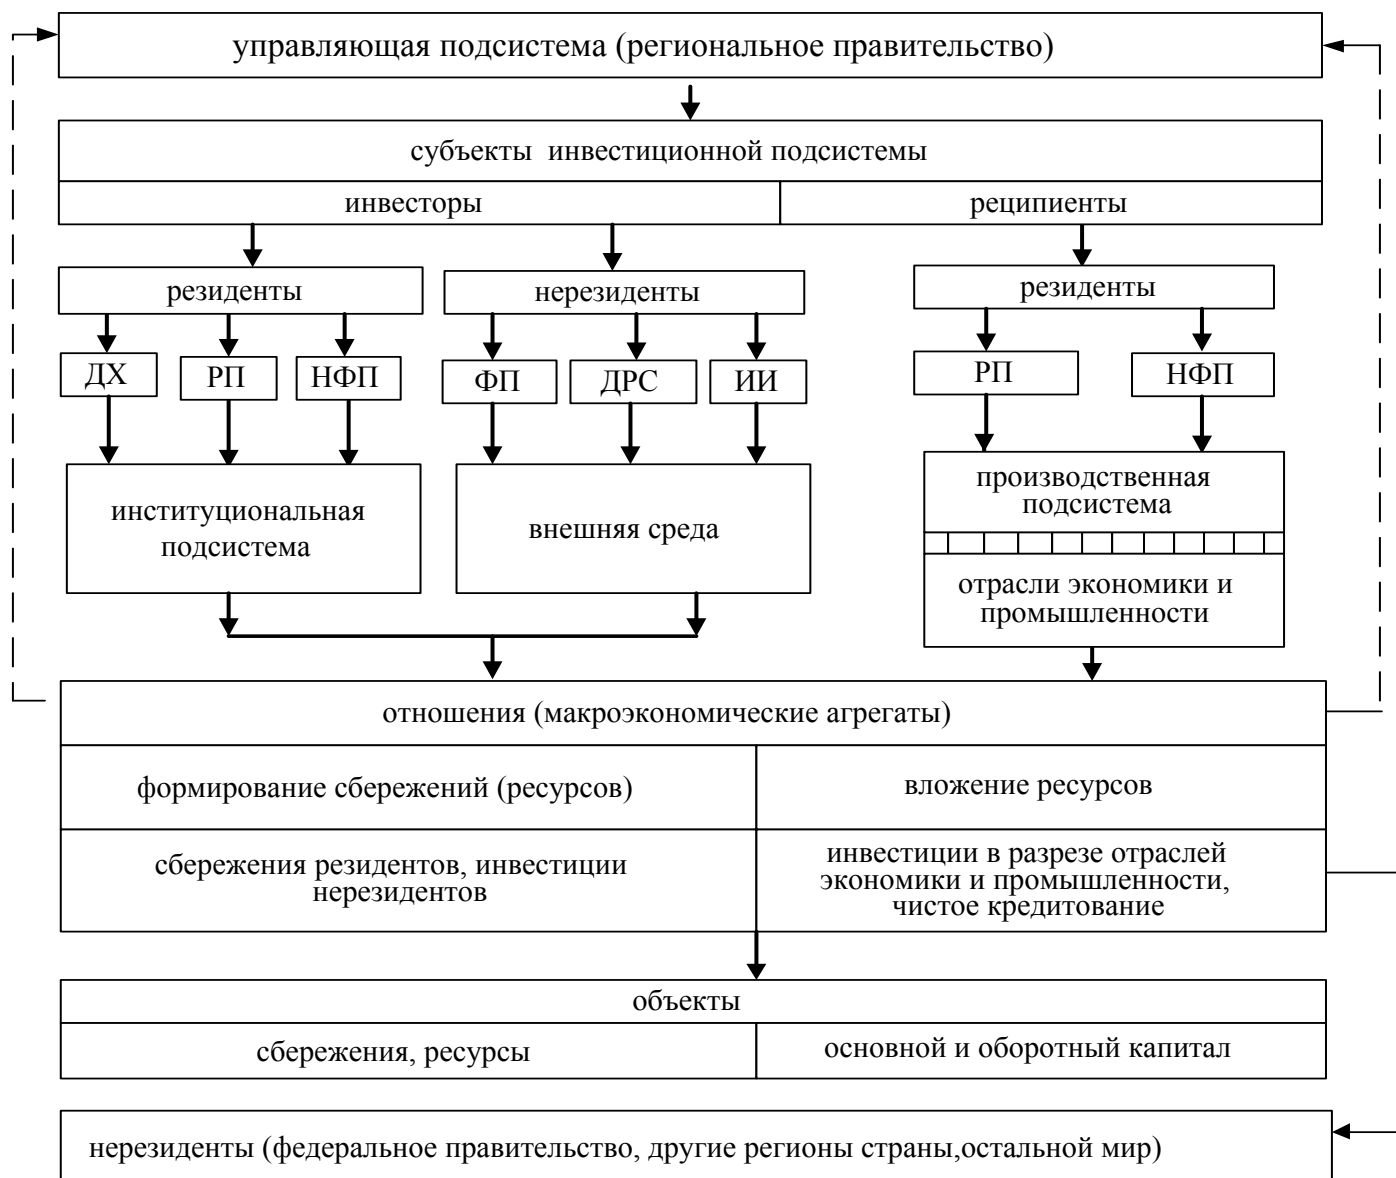 управляющая подсистема (региональное правительство)
субъекты инвестиционной подсистемы
инвесторы
реципиенты
резиденты
нерезиденты
резиденты
ДХ
РП
НФП
ФП
ДРС
ИИ
РП
НФП
институциональная
подсистема
внешняя среда
производственная
подсистема
отрасли экономики и
промышленности
отношения (макроэкономические агрегаты)
формирование сбережений (ресурсов)
вложение ресурсов
сбережения резидентов, инвестиции
нерезидентов
инвестиции в разрезе отраслей
экономики и промышленности,
чистое кредитование
объекты
сбережения, ресурсы
основной и оборотный капитал
нерезиденты (федеральное правительство, другие регионы страны,остальной мир)